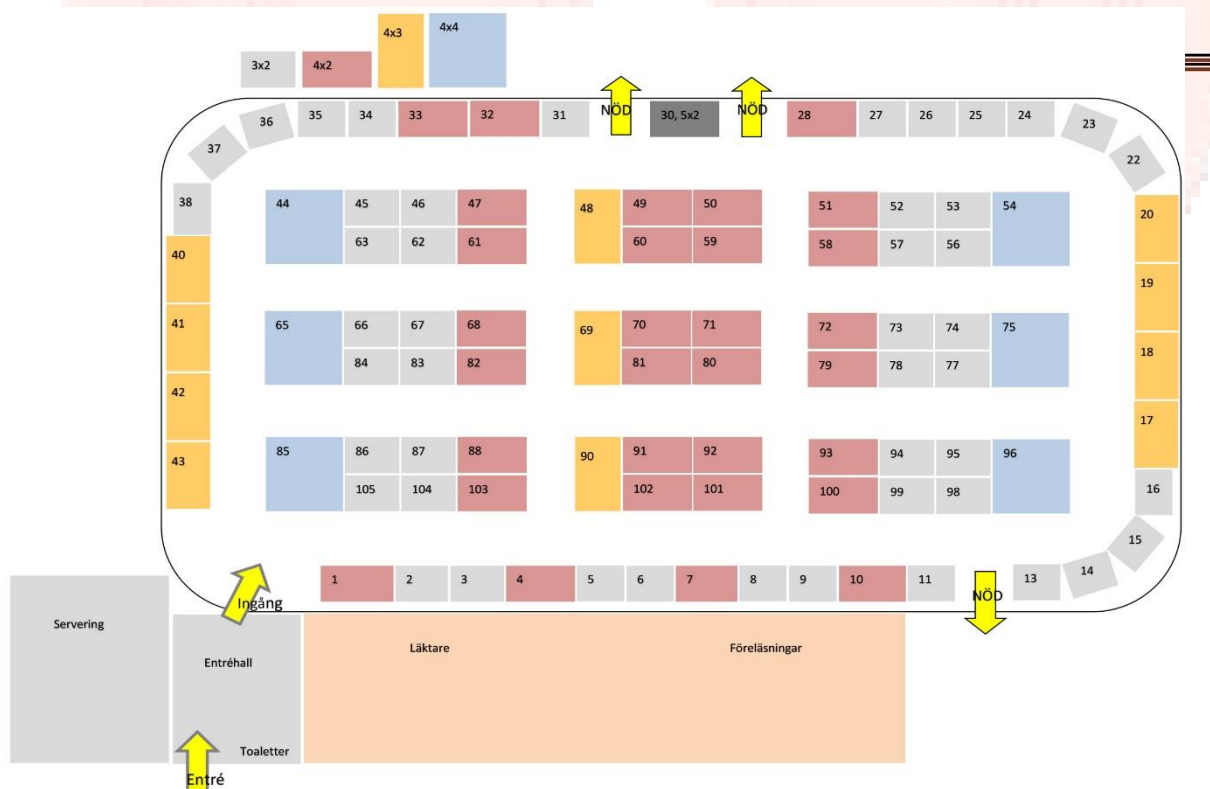 3x2 4x2 4x3 4x4
36 35 34 33 32 31 NÖD 30, 5x2 NÖD 28 27 26 25 24 23
37 22
38 44 45 46 47 48 49 50 51 52 53 54 20
40 63 62 61 60 59 58 57 56
19
41 65 66 67 68 69 70 71 72 73 74 75
84 83 82 81 80 79 78 77 18
42 17
43 85 86 87 88 90 91 92 93 94 95 96
105 104 103 102 101 100 99 98 16
15
1 2 3 4 5 6 7 8 9 10 11 NÖD 13 14
Ingång
Servering
Entréhall Läktare Föreläsningar
Toaletter
Entré